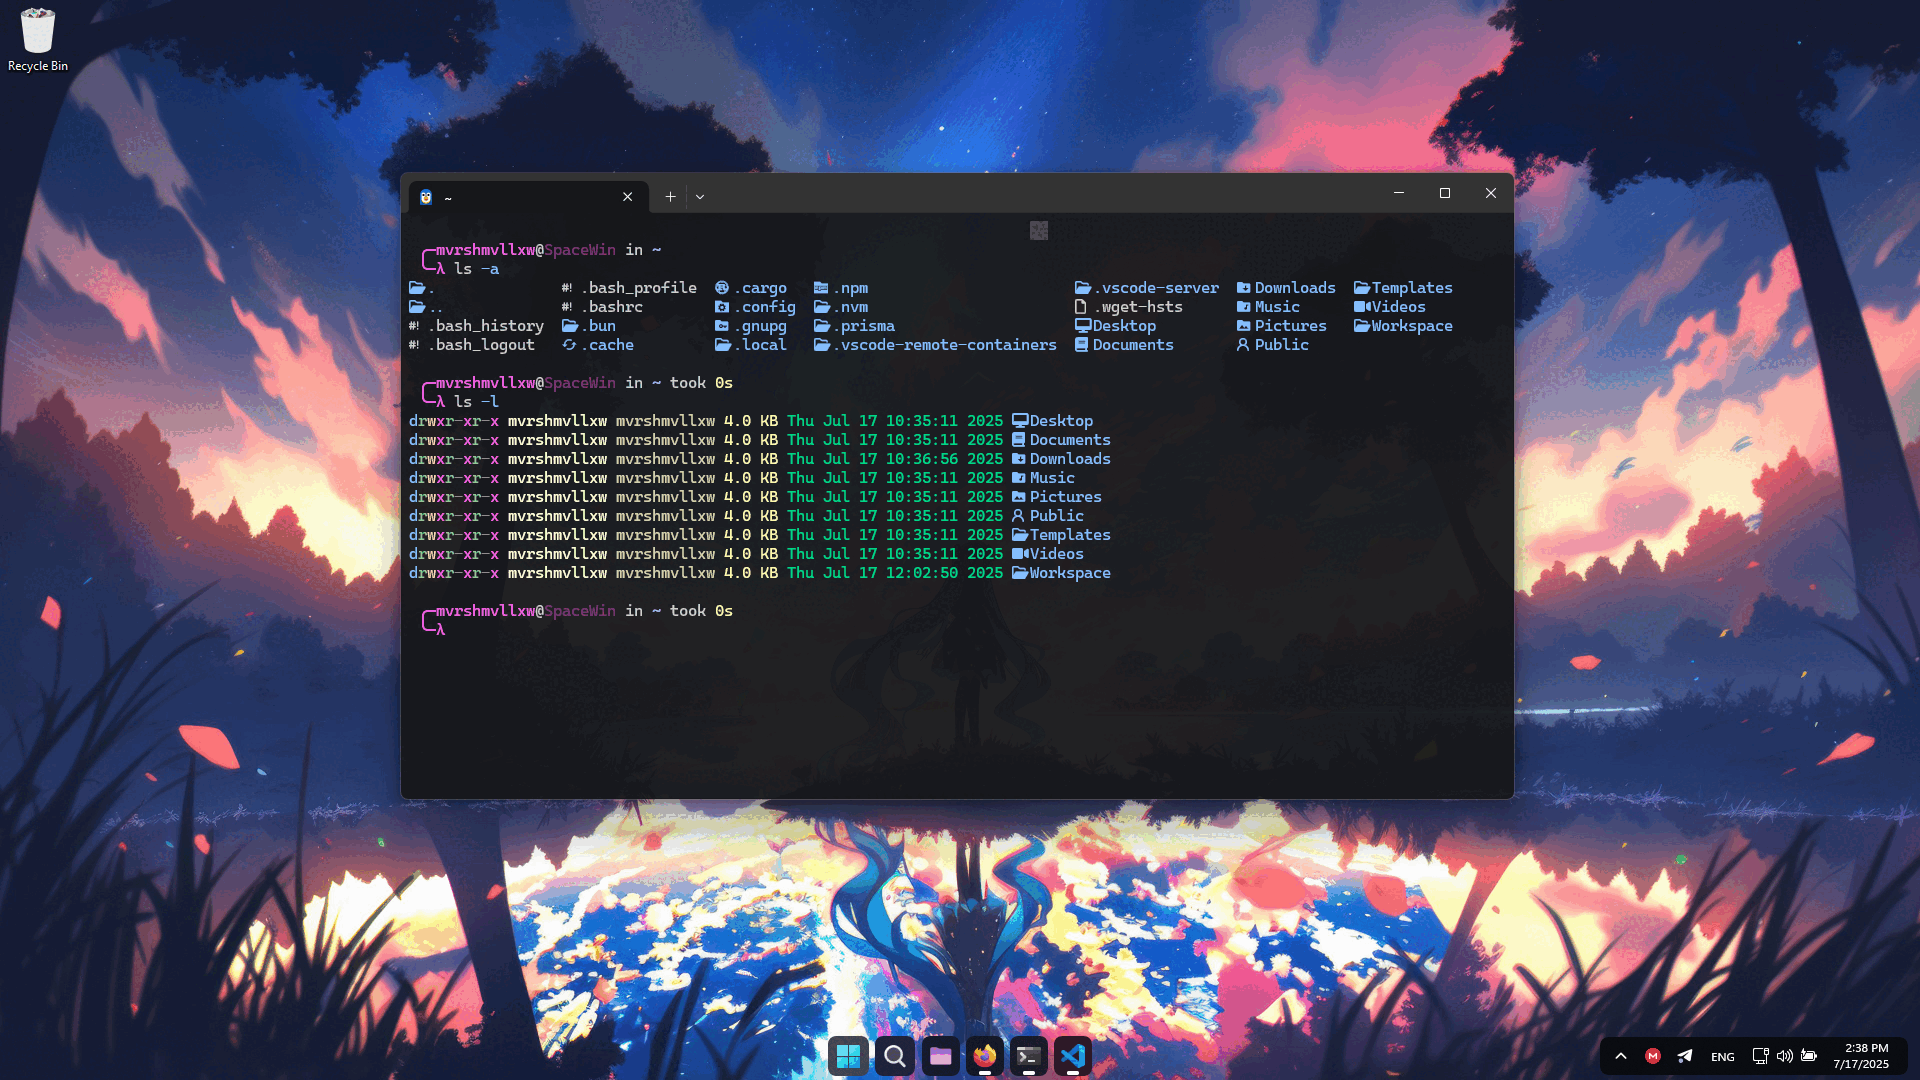 Recycle Bin
~
mvrshmvllxw@SpaceWin in ~
λ ls -a
. #! .bash_profile .cargo .npm .vscode-server Downloads Templates
.. #! .bashrc .config .nvm .wget-hsts Music Videos
#! .bash_history .bun .gnupg .prisma Desktop Pictures Workspace
#! .bash_logout .cache .local .vscode-remote-containers Documents Public
mvrshmvllxw@SpaceWin in ~ took 0s
λ ls -l
drwxr-xr-x mvrshmvllxw mvrshmvllxw 4.0 KB Thu Jul 17 10:35:11 2025 Desktop
drwxr-xr-x mvrshmvllxw mvrshmvllxw 4.0 KB Thu Jul 17 10:35:11 2025 Documents
drwxr-xr-x mvrshmvllxw mvrshmvllxw 4.0 KB Thu Jul 17 10:36:56 2025 Downloads
drwxr-xr-x mvrshmvllxw mvrshmvllxw 4.0 KB Thu Jul 17 10:35:11 2025 Music
drwxr-xr-x mvrshmvllxw mvrshmvllxw 4.0 KB Thu Jul 17 10:35:11 2025 Pictures
drwxr-xr-x mvrshmvllxw mvrshmvllxw 4.0 KB Thu Jul 17 10:35:11 2025 Public
drwxr-xr-x mvrshmvllxw mvrshmvllxw 4.0 KB Thu Jul 17 10:35:11 2025 Templates
drwxr-xr-x mvrshmvllxw mvrshmvllxw 4.0 KB Thu Jul 17 10:35:11 2025 Videos
drwxr-xr-x mvrshmvllxw mvrshmvllxw 4.0 KB Thu Jul 17 12:02:50 2025 Workspace
mvrshmvllxw@SpaceWin in ~ took 0s
λ
M ENG 2:38 PM
7/17/2025